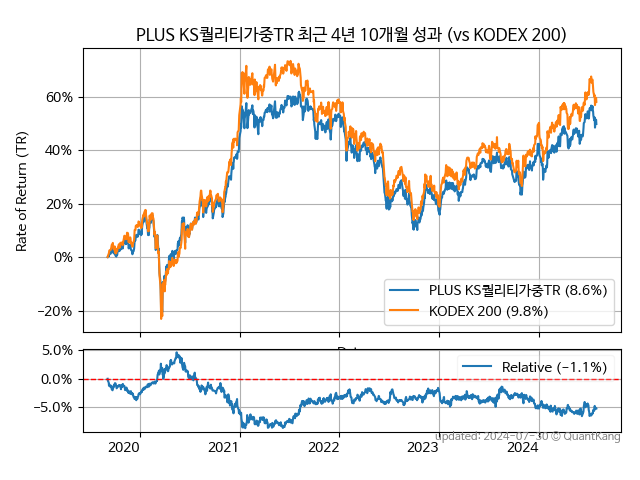 PLUS KS퀄리티가중TR 최근 4년 10개월 성과 (vs KODEX 200)
Rate of Return (TR)
60%
40%
20%
0%
−20%
PLUS KS퀄리티가중TR (8.6%)
KODEX 200 (9.8%)
5.0%
0.0%
−5.0%
Relative (−1.1%)
Updated: 2024-07-30 © QuantKang
2020
2021
2022
2023
2024